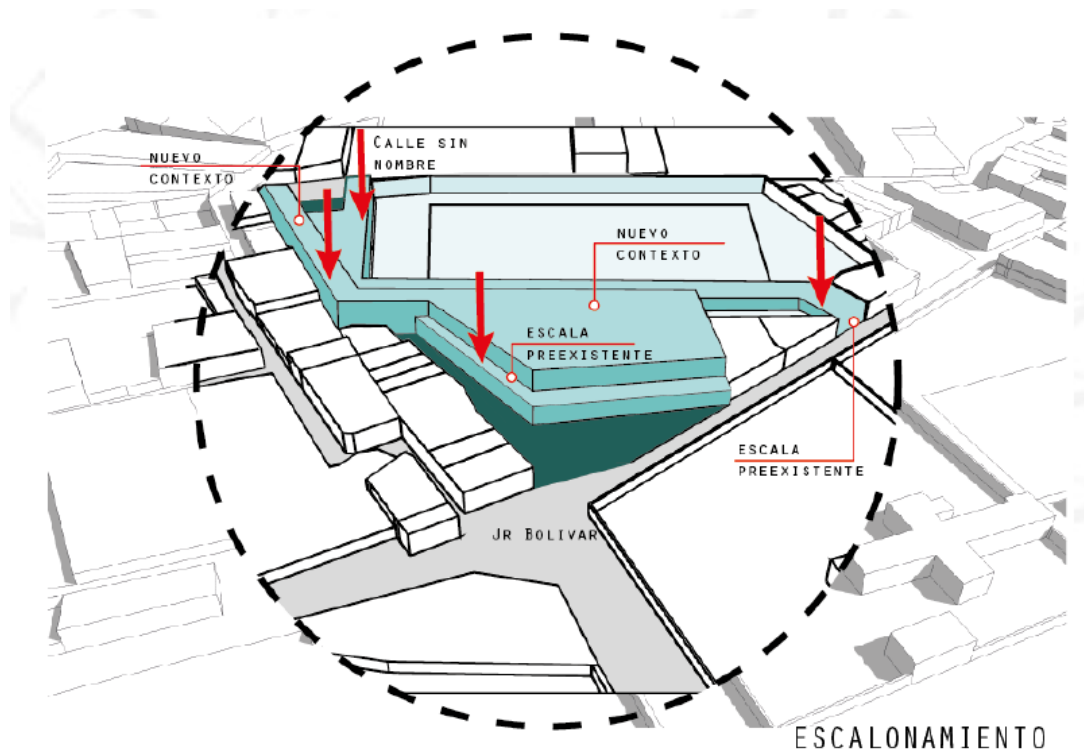 CALLE SIN
NOMBRE
NUEVO
CONTEXTO
NUEVO
CONTEXTO
ESCALA
PREEXISTENTE
ESCALA
PREEXISTENTE
JR BOLIVAR
ESCALONAMIENTO